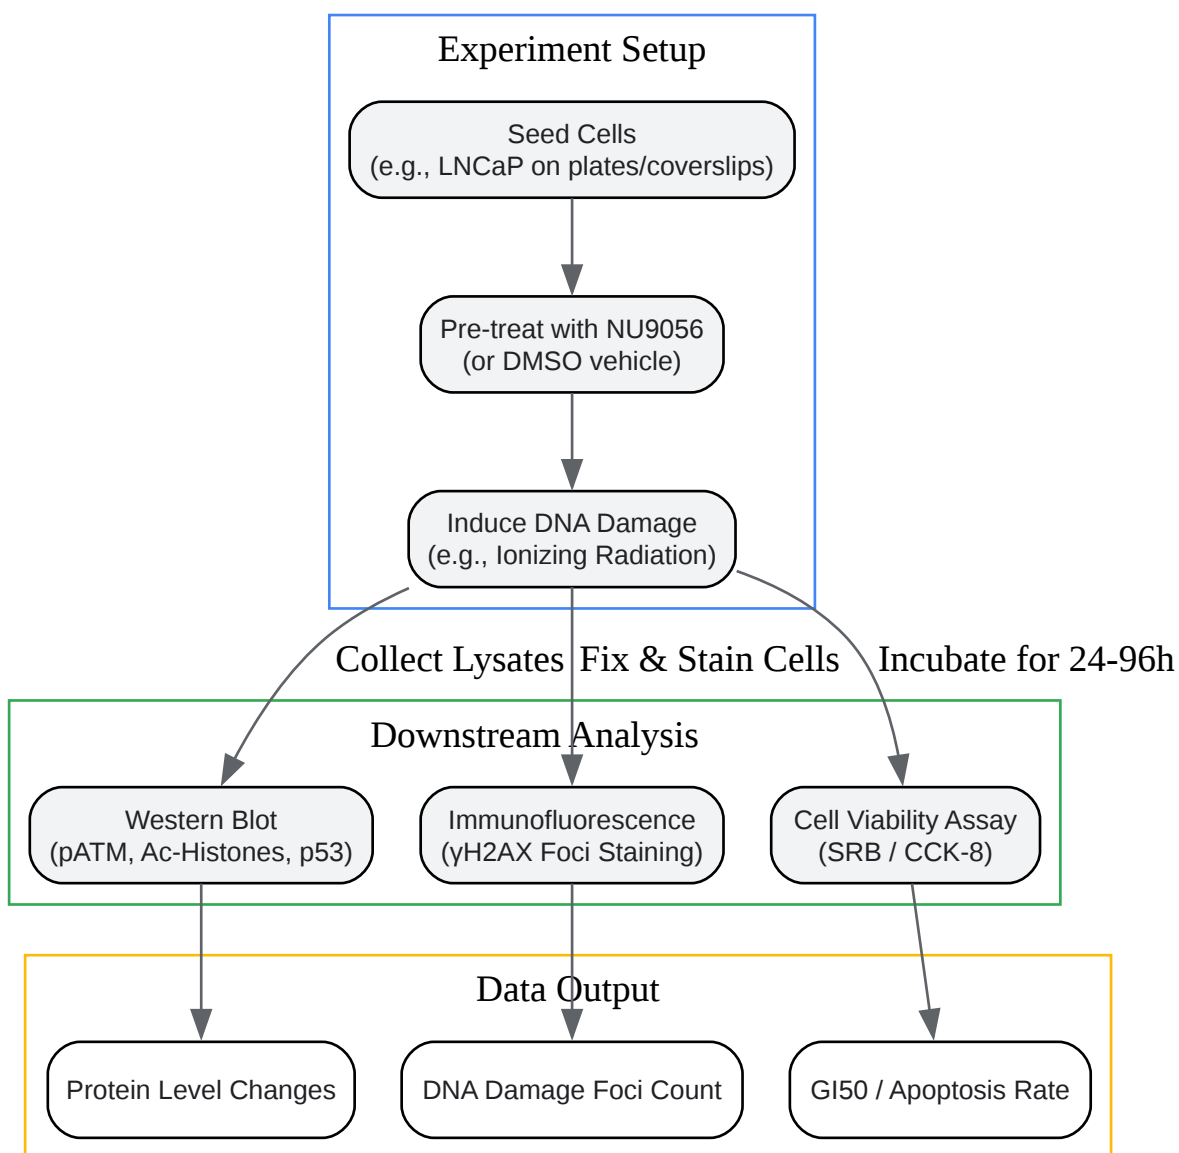 Experiment Setup
Seed Cells
(e.g., LNCaP on plates/coverslips)
Pre-treat with NU9056
(or DMSO vehicle)
Induce DNA Damage
(e.g., Ionizing Radiation)
Collect Lysates
Fix & Stain Cells
Incubate for 24-96h
Downstream Analysis
Western Blot
(pATM, Ac-Histones, p53)
Immunofluorescence
(γH2AX Foci Staining)
Cell Viability Assay
(SRB / CCK-8)
Data Output
Protein Level Changes
DNA Damage Foci Count
GI50 / Apoptosis Rate